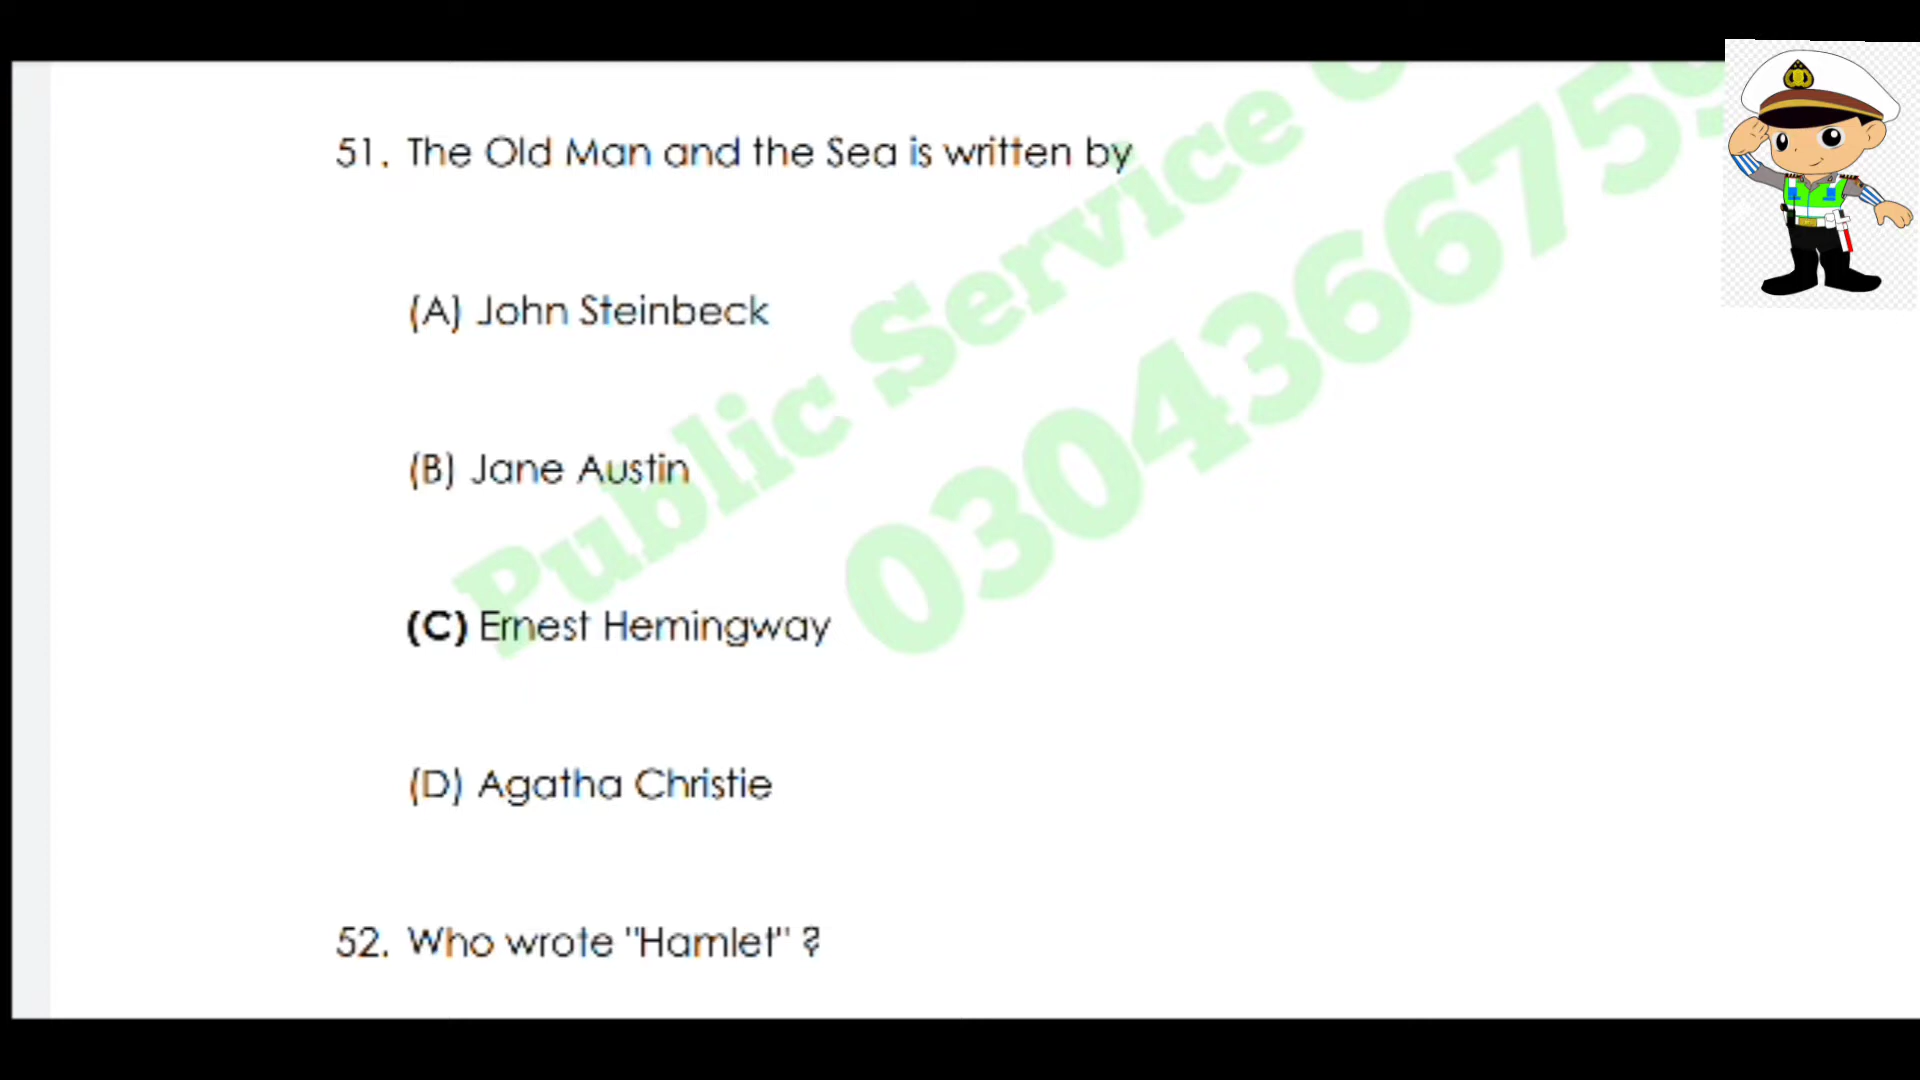 51. The Old Man and the Sea is written by
(A) John Steinbeck
(B) Jane Austin
(C) Ernest Hemingway
(D) Agatha Christie
52. Who wrote "Hamlet" ?
Public Service
030436675